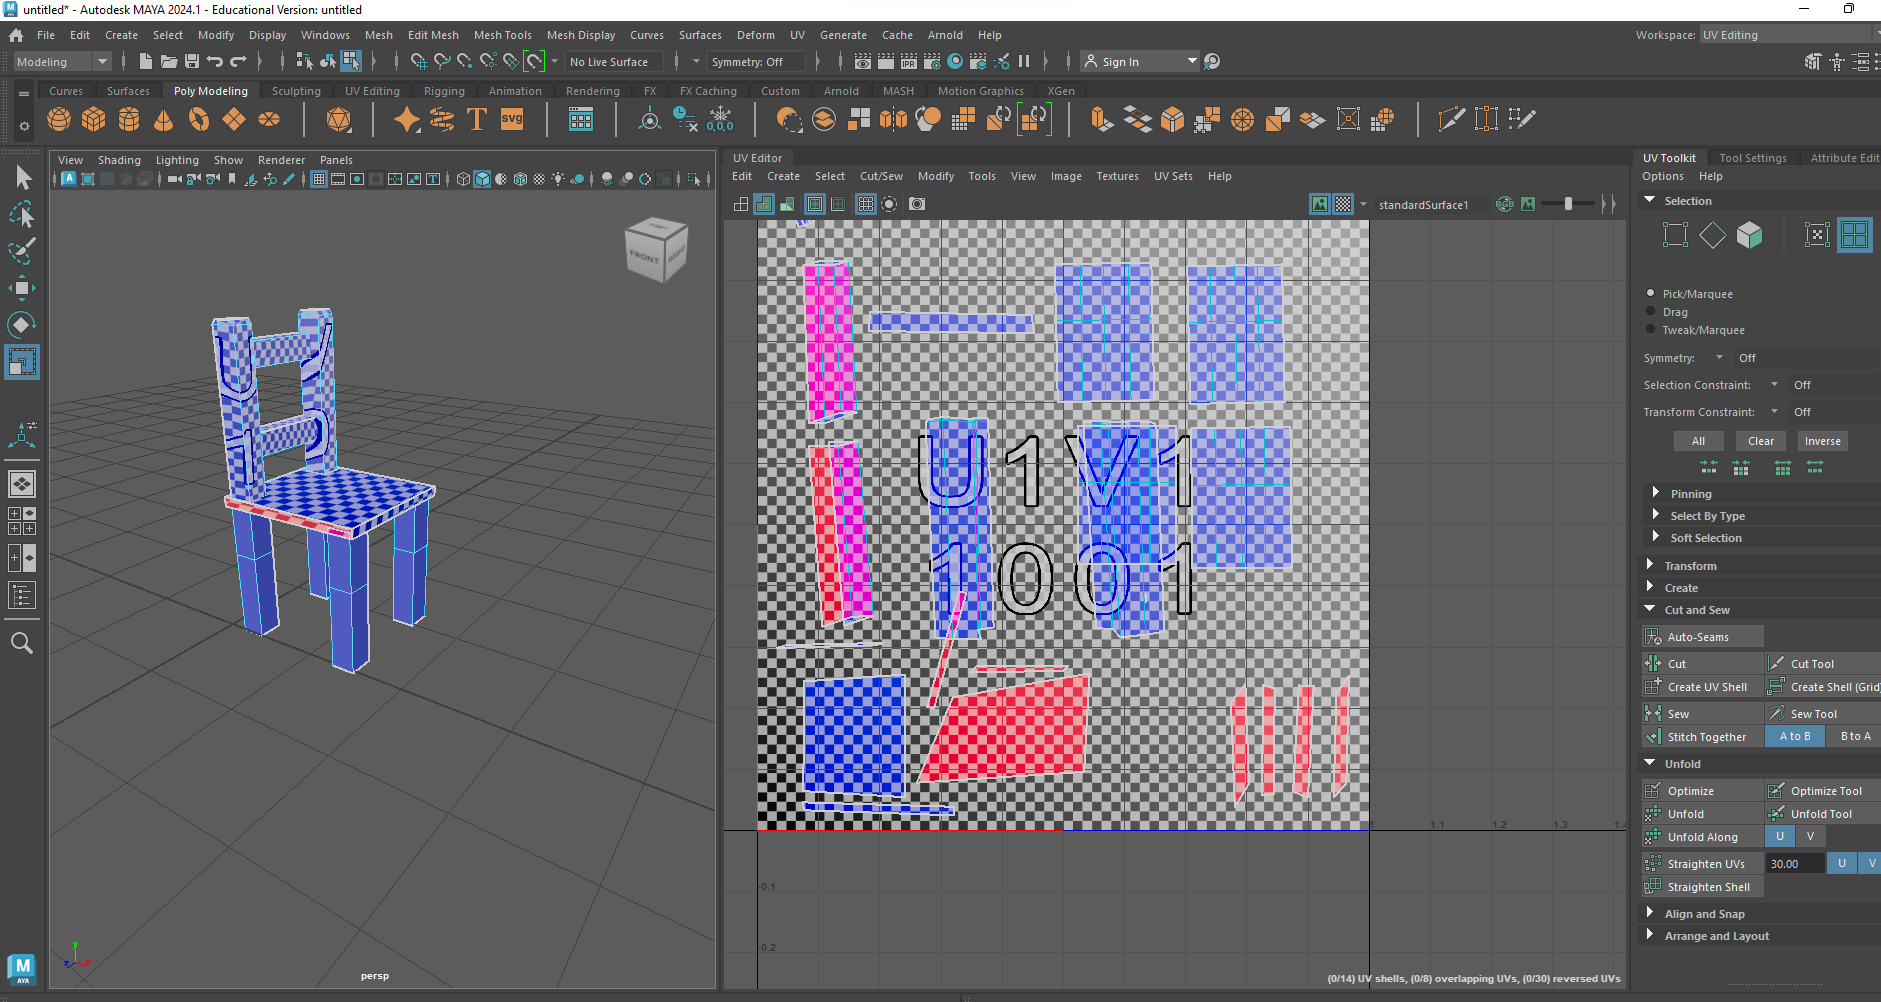 untitled* - Autodesk MAYA 2024.1 - Educational Version: untitled
File Edit Create Select Modify Display Windows Mesh Edit Mesh Mesh Tools Mesh Display Curves Surfaces Deform UV Generate Cache Arnold Help
Workspace: UV Editing
Modeling
No Live Surface
Symmetry: Off
IPR
Sign In
Curves Surfaces Poly Modeling Sculpting UV Editing Rigging Animation Rendering FX FX Caching Custom Arnold MASH Motion Graphics XGen
T
SVG
0,0,0
View Shading Lighting Show Renderer Panels
FRONT
persp
y
UV Editor
Edit Create Select Cut/Sew Modify Tools View Image Textures UV Sets Help
standardSurface1
RGB
U1V1
1001
1 1.1 1.2 1.3
-0.1
-0.2
(0/14) UV shells, (0/8) overlapping UVs, (0/30) reversed UVs
UV Toolkit Tool Settings Attribute Edit
Options Help
Selection
Pick/Marquee
Drag
Tweak/Marquee
Symmetry: Off
Selection Constraint: Off
Transform Constraint: Off
All Clear Inverse
Pinning
Select By Type
Soft Selection
Transform
Create
Cut and Sew
Auto-Seams
Cut Cut Tool
Create UV Shell Create Shell (Grid
Sew Sew Tool
Stitch Together A to B B to A
Unfold
Optimize Optimize Tool
Unfold Unfold Tool
Unfold Along U V
Straighten UVs 30.00 U V
Straighten Shell
Align and Snap
Arrange and Layout
M
AYA